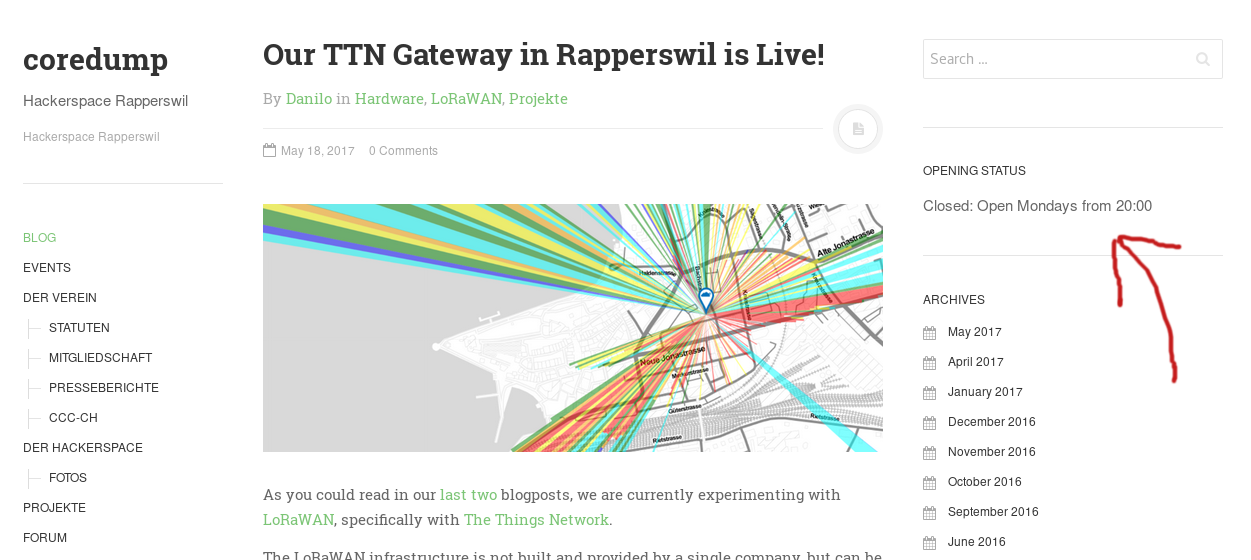 coredump
Hackerspace Rapperswil
Hackerspace Rapperswil
BLOG
EVENTS
DER VEREIN
STATUTEN
MITGLIEDSCHAFT
PRESSEBERICHTE
CCC-CH
DER HACKERSPACE
FOTOS
PROJEKTE
FORUM
Our TTN Gateway in Rapperswil is Live!
By Danilo in Hardware, LoRaWAN, Projekte
May 18, 2017 0 Comments
Alte Jonastrasse
Neue Jonastrasse
Güterstrasse
Rietstrasse
Rietstrasse
As you could read in our last two blogposts, we are currently experimenting with
LoRaWAN, specifically with The Things Network.
The LoRaWAN infrastructure is not built and provided by a single company, but can be
Search ...
OPENING STATUS
Closed: Open Mondays from 20:00
ARCHIVES
May 2017
April 2017
January 2017
December 2016
November 2016
October 2016
September 2016
June 2016